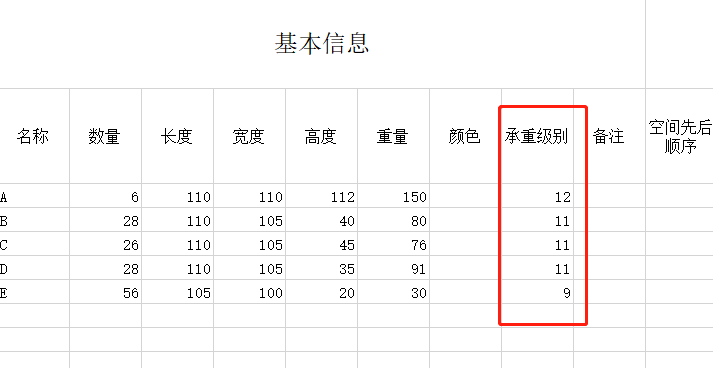 基本信息
名称 数量 长度 宽度 高度 重量 颜色 承重级别 备注 空间先后
顺序
A 6 110 110 112 150 12
B 28 110 105 40 80 11
C 26 110 105 45 76 11
D 28 110 105 35 91 11
E 56 105 100 20 30 9